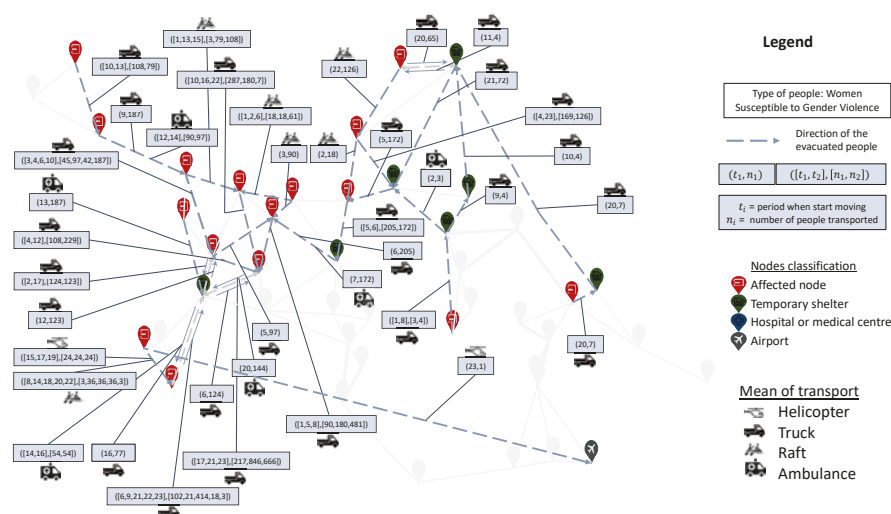 ([1,13,15],[3,79,108])
(20,65)
(11,4)
([10,13],[108,79])
([10,16,22],[287,180,7])
(22,126)
(21,72)
(9,187)
([12,14],[90,97])
([1,2,6],[18,18,61])
([4,23],[169,126])
([3,4,6,10],[45,97,42,187])
(3,90)
(2,18)
(5,172)
(10,4)
(13,187)
(2,3)
(9,4)
(20,7)
([4,12],[108,229])
([5,6],[205,172])
([2,17],[124,123])
(6,205)
(7,172)
(12,123)
([1,8],[3,4])
(5,97)
(20,7)
([15,17,19],[24,24,24])
(20,144)
(23,1)
([8,14,18,20,22],[3,36,36,36,3])
(6,124)
([1,5,8],[90,180,481])
([14,16],[54,54])
(16,77)
([17,21,23],[217,846,666])
([6,9,21,22,23],[102,21,414,18,3])
Legend
Type of people: Women
Susceptible to Gender Violence
Direction of the
evacuated people
(t₁,n₁) ([t₁,t₂],[n₁,n₂])
tᵢ = period when start moving
nᵢ = number of people transported
Nodes classification
Affected node
Temporary shelter
Hospital or medical centre
Airport
Mean of transport
Helicopter
Truck
Raft
Ambulance